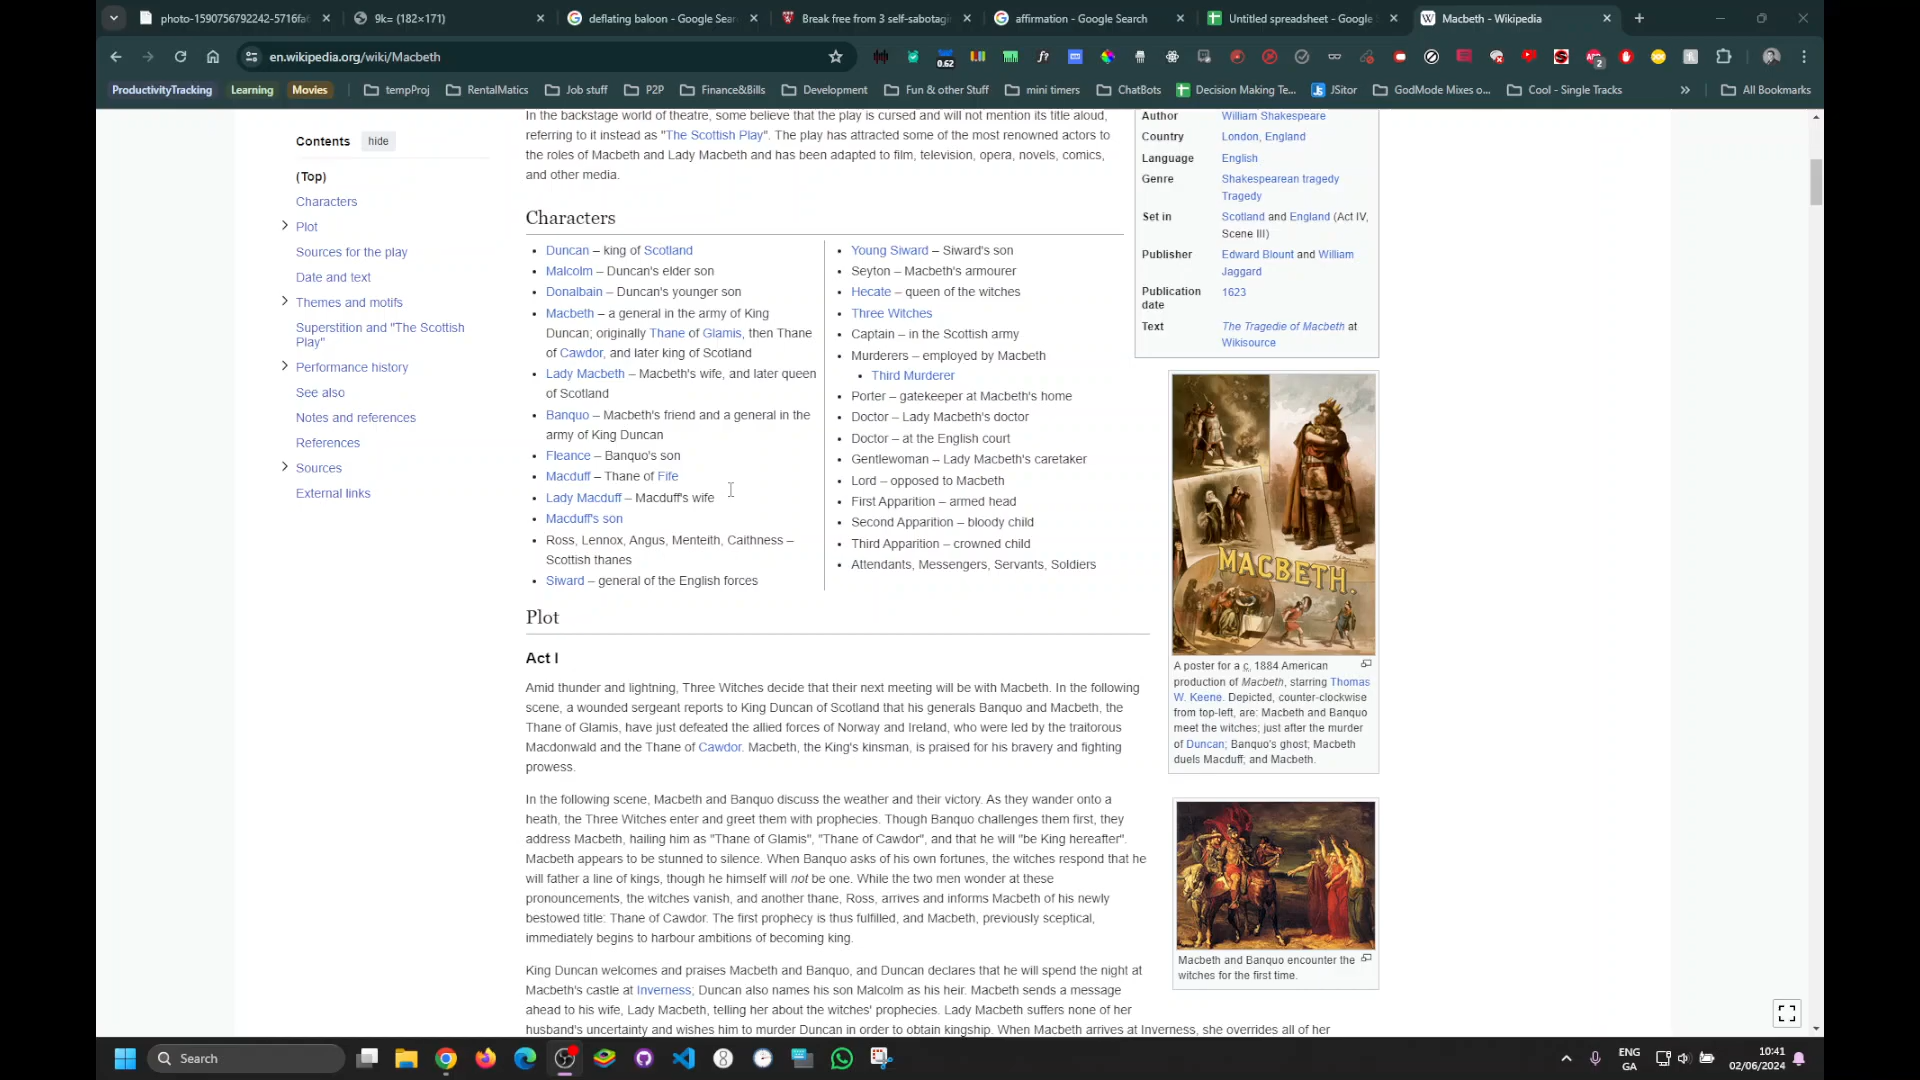 photo-1590756792242-5716fa
9k= (182×171)
deflating baloon - Google Sear
Break free from 3 self-sabotagi
affirmation - Google Search
Untitled spreadsheet - Google
Macbeth - Wikipedia
en.wikipedia.org/wiki/Macbeth
0.62
2
ProductivityTracking
Learning
Movies
tempProj
RentalMatics
Job stuff
P2P
Finance&Bills
Development
Fun & other Stuff
mini timers
ChatBots
Decision Making Te...
JSitor
GodMode Mixes o...
Cool - Single Tracks
All Bookmarks
Contents hide
(Top)
Characters
Plot
Sources for the play
Date and text
Themes and motifs
Superstition and "The Scottish
Play"
Performance history
See also
Notes and references
References
Sources
External links
In the backstage world of theatre, some believe that the play is cursed and will not mention its title aloud,
referring to it instead as "The Scottish Play". The play has attracted some of the most renowned actors to
the roles of Macbeth and Lady Macbeth and has been adapted to film, television, opera, novels, comics,
and other media.
Characters
• Duncan – king of Scotland
• Malcolm – Duncan's elder son
• Donalbain – Duncan's younger son
• Macbeth – a general in the army of King
Duncan; originally Thane of Glamis, then Thane
of Cawdor, and later king of Scotland
• Lady Macbeth – Macbeth's wife, and later queen
of Scotland
• Banquo – Macbeth's friend and a general in the
army of King Duncan
• Fleance – Banquo's son
• Macduff – Thane of Fife
• Lady Macduff – Macduff's wife
• Macduff's son
• Ross, Lennox, Angus, Menteith, Caithness –
Scottish thanes
• Siward – general of the English forces
• Young Siward – Siward's son
• Seyton – Macbeth's armourer
• Hecate – queen of the witches
• Three Witches
• Captain – in the Scottish army
• Murderers – employed by Macbeth
• Third Murderer
• Porter – gatekeeper at Macbeth's home
• Doctor – Lady Macbeth's doctor
• Doctor – at the English court
• Gentlewoman – Lady Macbeth's caretaker
• Lord – opposed to Macbeth
• First Apparition – armed head
• Second Apparition – bloody child
• Third Apparition – crowned child
• Attendants, Messengers, Servants, Soldiers
Plot
Act I
Amid thunder and lightning, Three Witches decide that their next meeting will be with Macbeth. In the following
scene, a wounded sergeant reports to King Duncan of Scotland that his generals Banquo and Macbeth, the
Thane of Glamis, have just defeated the allied forces of Norway and Ireland, who were led by the traitorous
Macdonwald and the Thane of Cawdor. Macbeth, the King's kinsman, is praised for his bravery and fighting
prowess.
In the following scene, Macbeth and Banquo discuss the weather and their victory. As they wander onto a
heath, the Three Witches enter and greet them with prophecies. Though Banquo challenges them first, they
address Macbeth, hailing him as "Thane of Glamis", "Thane of Cawdor", and that he will "be King hereafter".
Macbeth appears to be stunned to silence. When Banquo asks of his own fortunes, the witches respond that he
will father a line of kings, though he himself will not be one. While the two men wonder at these
pronouncements, the witches vanish, and another thane, Ross, arrives and informs Macbeth of his newly
bestowed title: Thane of Cawdor. The first prophecy is thus fulfilled, and Macbeth, previously sceptical,
immediately begins to harbour ambitions of becoming king.
King Duncan welcomes and praises Macbeth and Banquo, and Duncan declares that he will spend the night at
Macbeth's castle at Inverness; Duncan also names his son Malcolm as his heir. Macbeth sends a message
ahead to his wife, Lady Macbeth, telling her about the witches' prophecies. Lady Macbeth suffers none of her
husband's uncertainty and wishes him to murder Duncan in order to obtain kingship. When Macbeth arrives at Inverness, she overrides all of her
Author William Shakespeare
Country London, England
Language English
Genre Shakespearean tragedy
Tragedy
Set in Scotland and England (Act IV,
Scene III)
Publisher Edward Blount and William
Jaggard
Publication
date 1623
Text The Tragedie of Macbeth at
Wikisource
MACBETH.
A poster for a c. 1884 American
production of Macbeth, starring Thomas
W. Keene. Depicted, counter-clockwise
from top-left, are: Macbeth and Banquo
meet the witches; just after the murder
of Duncan; Banquo's ghost; Macbeth
duels Macduff; and Macbeth.
Macbeth and Banquo encounter the
witches for the first time.
Search
ENG
GA
10:41
02/06/2024